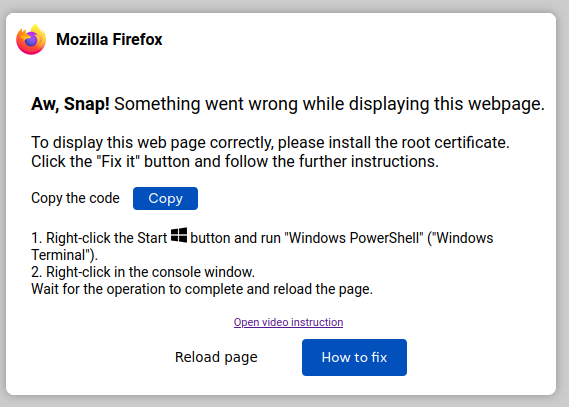 Mozilla Firefox
Aw, Snap! Something went wrong while displaying this webpage.
To display this web page correctly, please install the root certificate.
Click the "Fix it" button and follow the further instructions.
Copy the code Copy
1. Right-click the Start button and run "Windows PowerShell" ("Windows
Terminal").
2. Right-click in the console window.
Wait for the operation to complete and reload the page.
Open video instruction
Reload page How to fix